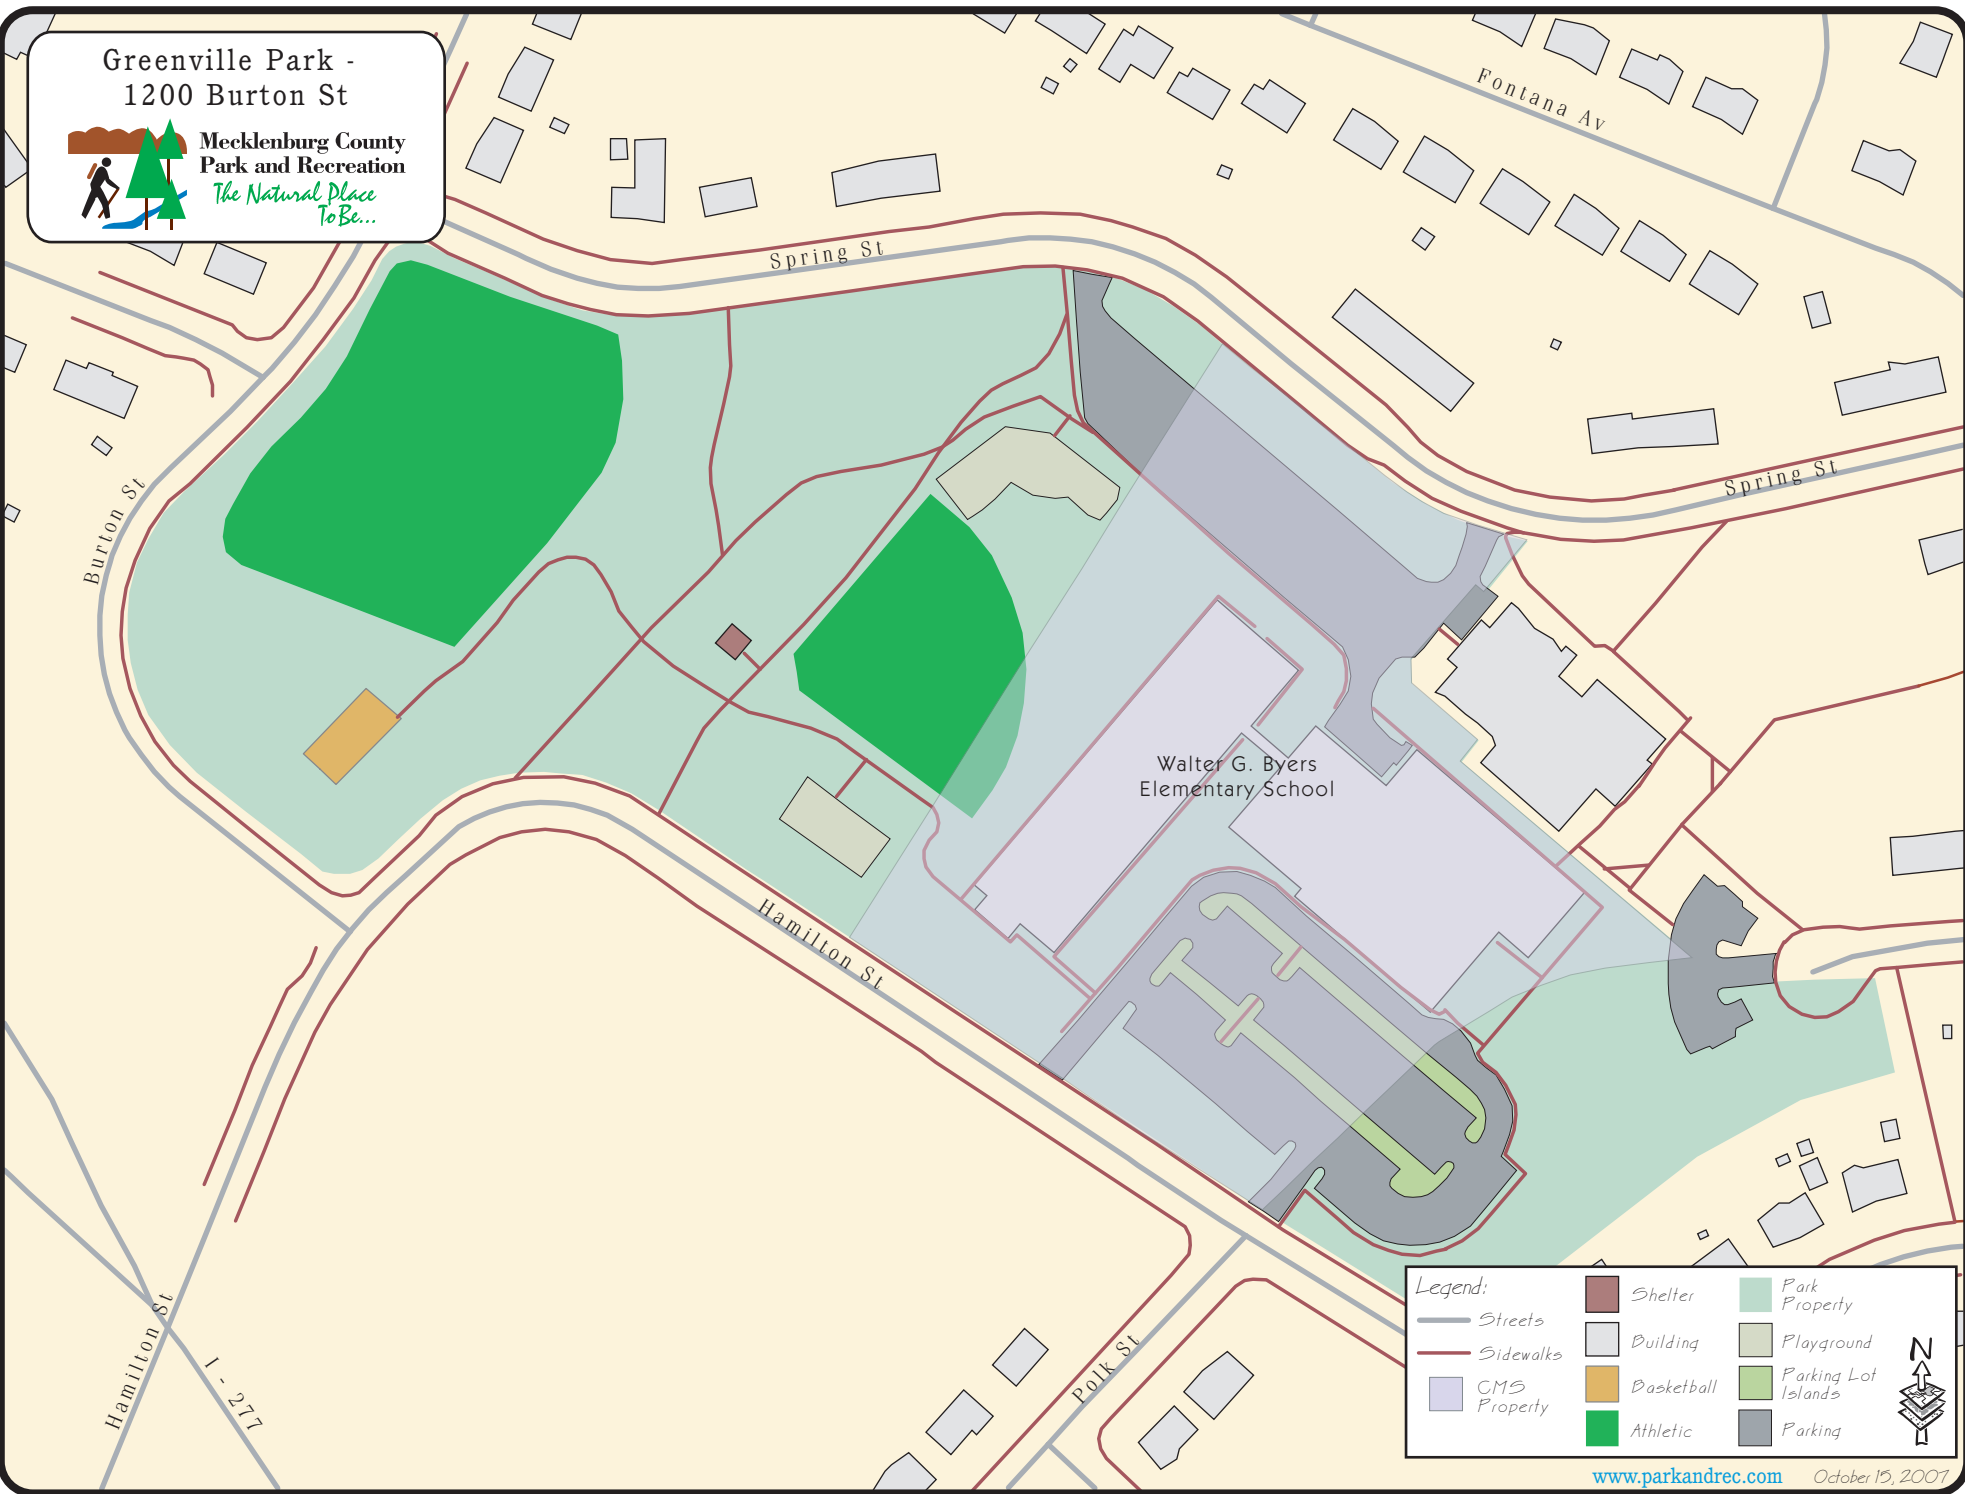 Greenville Park -
1200 Burton St
Mecklenburg County
Park and Recreation
The Natural Place
To Be...
Fontana Av
Spring St
Spring St
Burton St
Walter G. Byers
Elementary School
Hamilton St
Hamilton St
I - 277
Polk St
Legend:
Streets
Sidewalks
CMS
Property
Shelter
Building
Basketball
Athletic
Park
Property
Playground
Parking Lot
Islands
Parking
N
www.parkandrec.com
October 15, 2007